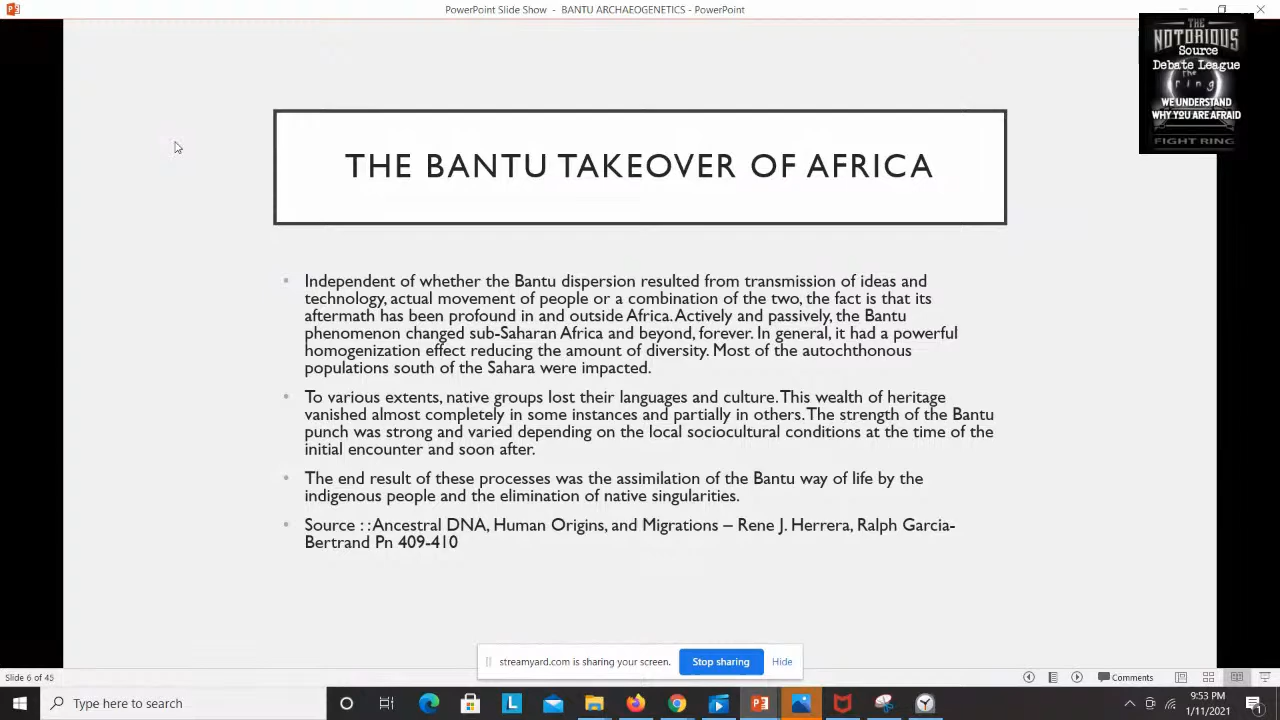 PowerPoint Slide Show - BANTU ARCHAEOGENETICS - PowerPoint
THE
NOTORIOUS
Source
Debate League
the
ring
WE UNDERSTAND
WHY YOU ARE AFRAID
FIGHT RING
THE BANTU TAKEOVER OF AFRICA
• Independent of whether the Bantu dispersion resulted from transmission of ideas and
technology, actual movement of people or a combination of the two, the fact is that its
aftermath has been profound in and outside Africa. Actively and passively, the Bantu
phenomenon changed sub-Saharan Africa and beyond, forever. In general, it had a powerful
homogenization effect reducing the amount of diversity. Most of the autochthonous
populations south of the Sahara were impacted.
• To various extents, native groups lost their languages and culture. This wealth of heritage
vanished almost completely in some instances and partially in others. The strength of the Bantu
punch was strong and varied depending on the local sociocultural conditions at the time of the
initial encounter and soon after.
• The end result of these processes was the assimilation of the Bantu way of life by the
indigenous people and the elimination of native singularities.
• Source : : Ancestral DNA, Human Origins, and Migrations – Rene J. Herrera, Ralph Garcia-
Bertrand Pn 409-410
streamyard.com is sharing your screen. Stop sharing Hide
Slide 6 of 45 Comments
Type here to search
9:53 PM
1/11/2021